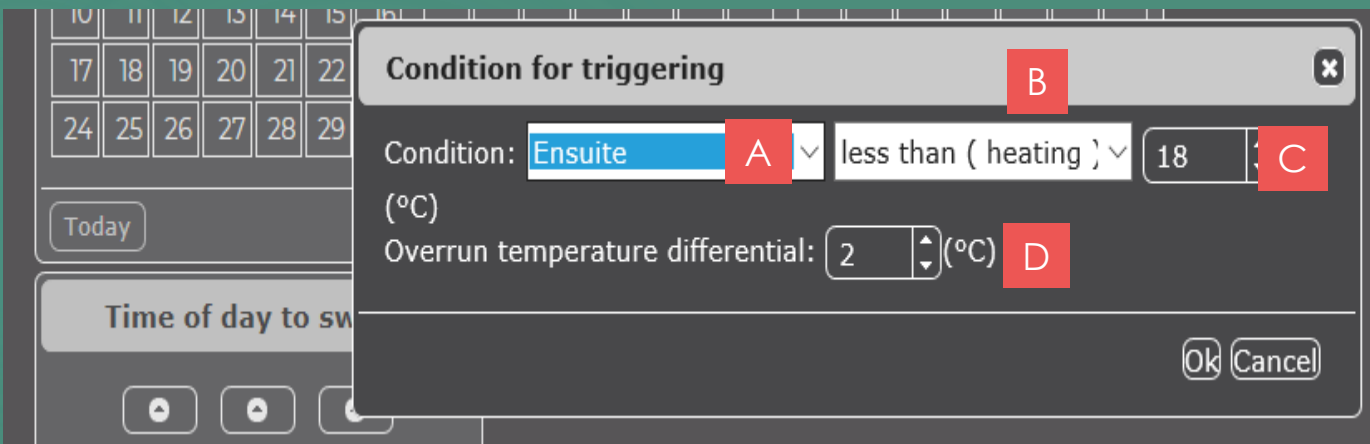 10 11 12 13 14 15 16
Condition for triggering
B
17 18 19 20 21 22
24 25 26 27 28 29
Condition: Ensuite A less than ( heating ) 18 C
(ºC)
Today
Overrun temperature differential: 2 (ºC) D
Time of day to sw
Ok Cancel